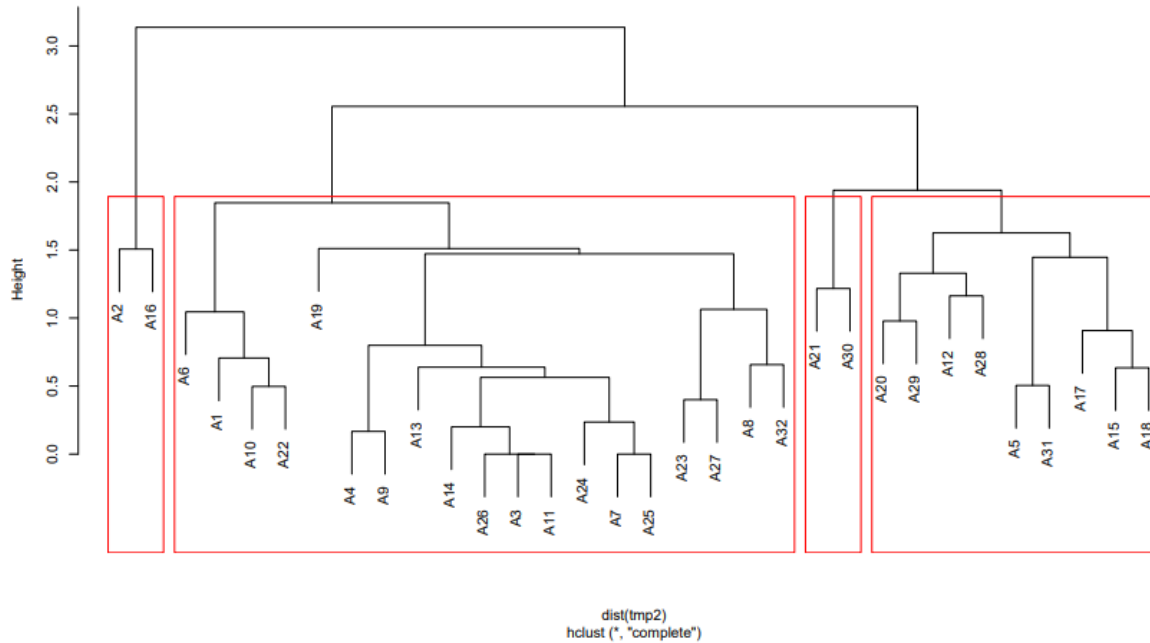 3.0
2.5
2.0
1.5
1.0
0.5
0.0
Height
A2
A16
A6
A1
A10
A22
A19
A4
A9
A13
A14
A26
A3
A11
A24
A7
A25
A23
A27
A8
A32
A21
A30
A20
A29
A12
A28
A5
A31
A17
A15
A18
dist(tmp2)
hclust (*, "complete")